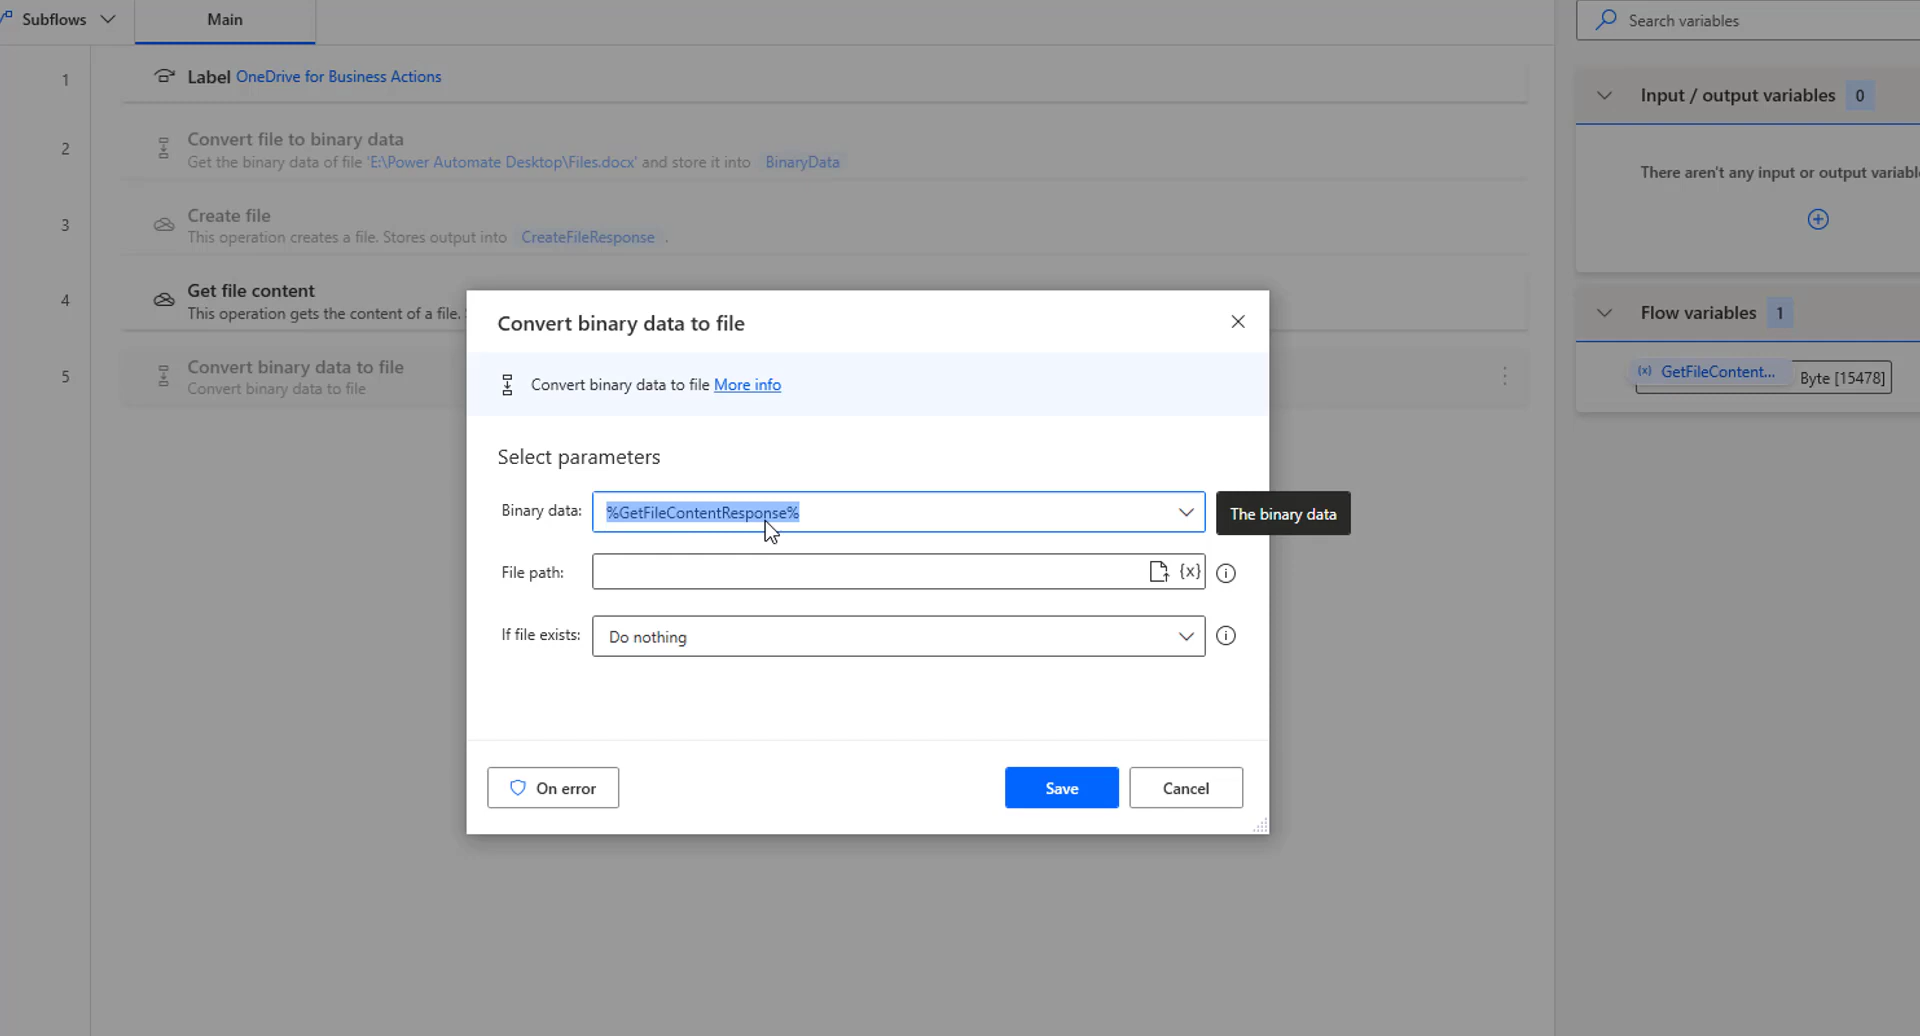 Subflows
Main
Search variables
1
Label OneDrive for Business Actions
Input / output variables 0
2
Convert file to binary data
Get the binary data of file 'E:\Power Automate Desktop\Files.docx' and store it into BinaryData
There aren't any input or output variabl
3
Create file
This operation creates a file. Stores output into CreateFileResponse .
4
Get file content
This operation gets the content of a file.
Flow variables 1
(x) GetFileContent... Byte [15478]
5
Convert binary data to file
Convert binary data to file
Convert binary data to file
Convert binary data to file More info
Select parameters
Binary data: %GetFileContentResponse%
The binary data
File path: {x}
If file exists: Do nothing
On error
Save
Cancel